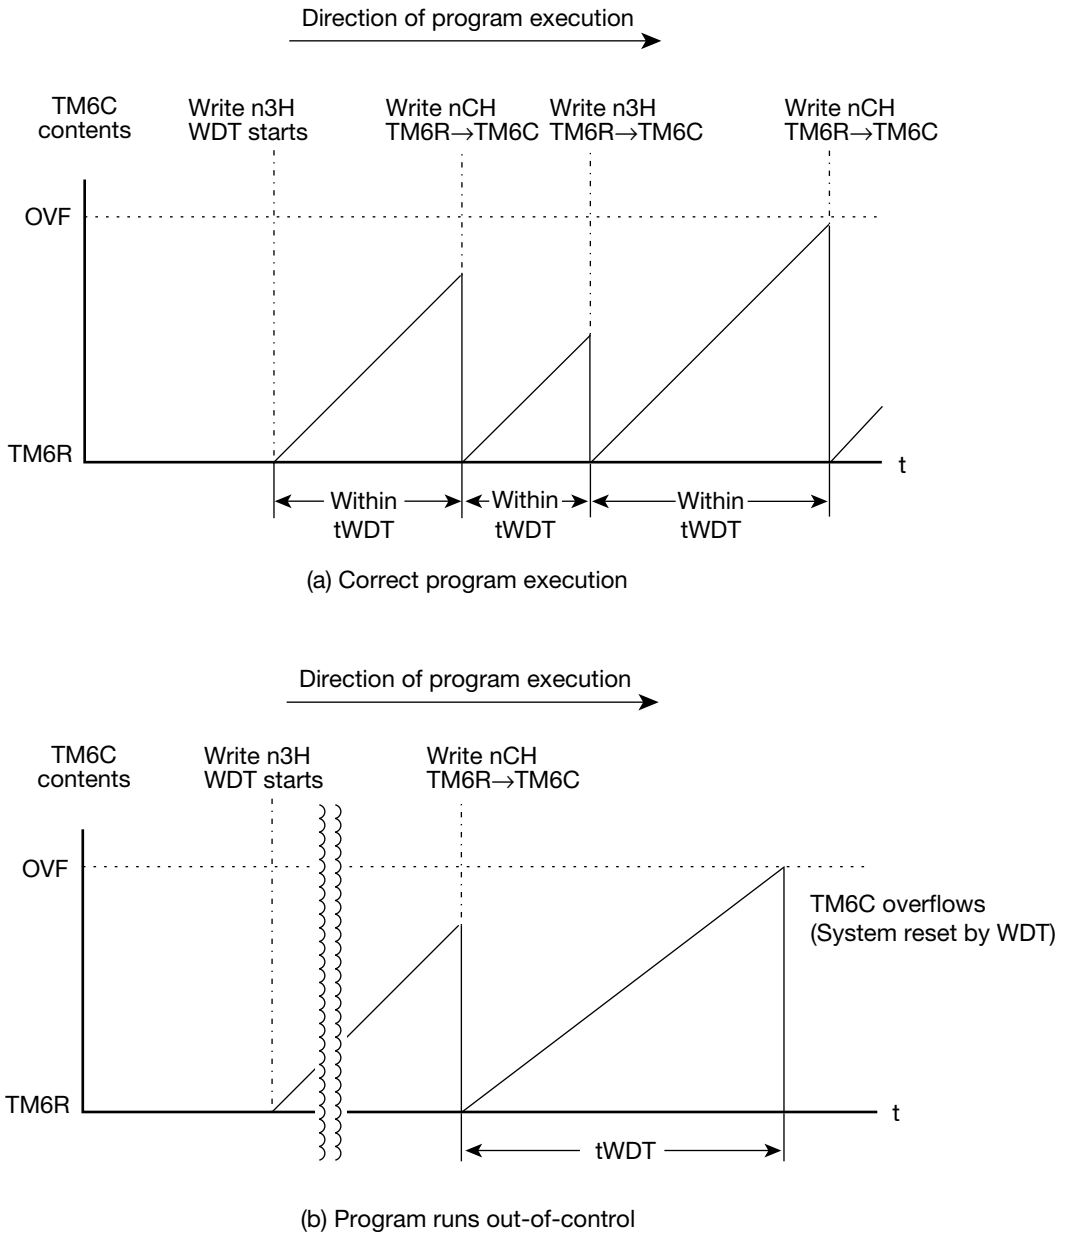 Direction of program execution
TM6C
contents
Write n3H
WDT starts
Write nCH
TM6R→TM6C
Write n3H
TM6R→TM6C
Write nCH
TM6R→TM6C
OVF
TM6R
t
Within
tWDT
Within
tWDT
Within
tWDT
(a) Correct program execution
Direction of program execution
TM6C
contents
Write n3H
WDT starts
Write nCH
TM6R→TM6C
OVF
TM6C overflows
(System reset by WDT)
TM6R
t
tWDT
(b) Program runs out-of-control